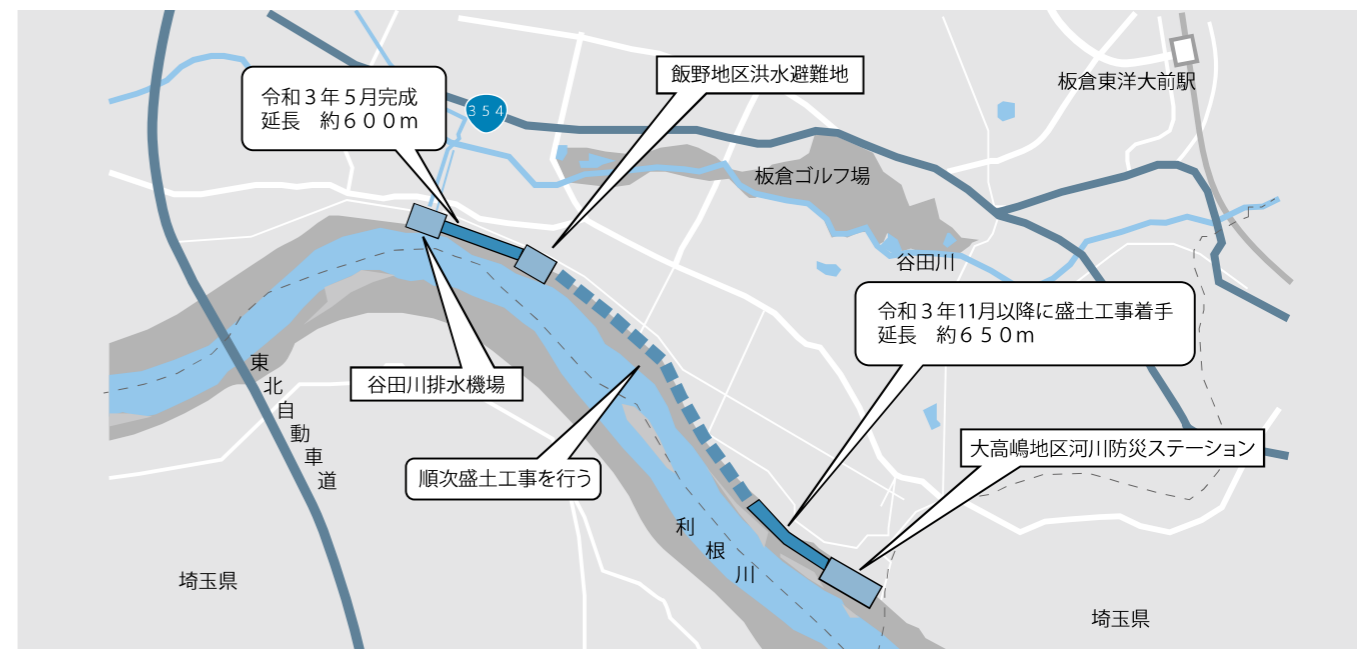 飯野地区洪水避難地
板倉東洋大前駅
令和３年５月完成
延長　約６００ｍ
３５４
板倉ゴルフ場
谷田川
令和３年11月以降に盛土工事着手
延長　約６５０ｍ
東北自動車道
谷田川排水機場
大高嶋地区河川防災ステーション
順次盛土工事を行う
利根川
埼玉県
埼玉県